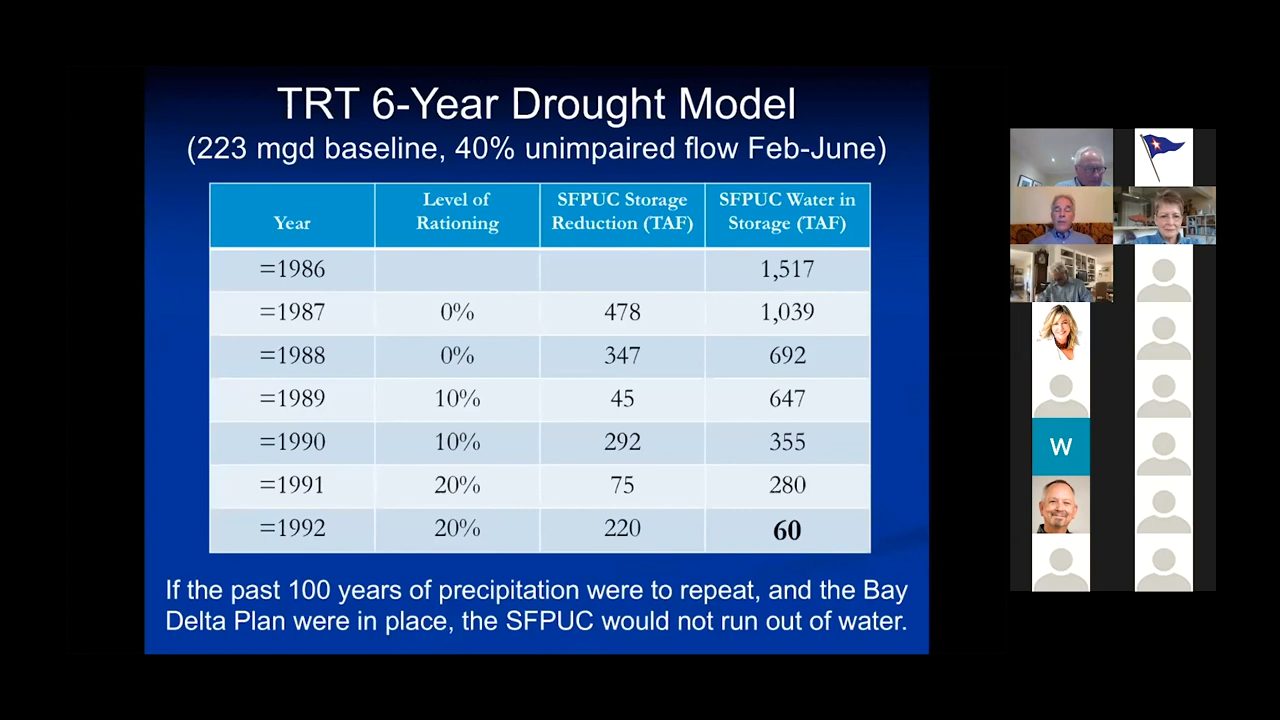 TRT 6-Year Drought Model
(223 mgd baseline, 40% unimpaired flow Feb-June)
Year Level of Rationing SFPUC Storage Reduction (TAF) SFPUC Water in Storage (TAF)
=1986 1,517
=1987 0% 478 1,039
=1988 0% 347 692
=1989 10% 45 647
=1990 10% 292 355
=1991 20% 75 280
=1992 20% 220 60
If the past 100 years of precipitation were to repeat, and the Bay
Delta Plan were in place, the SFPUC would not run out of water.
W